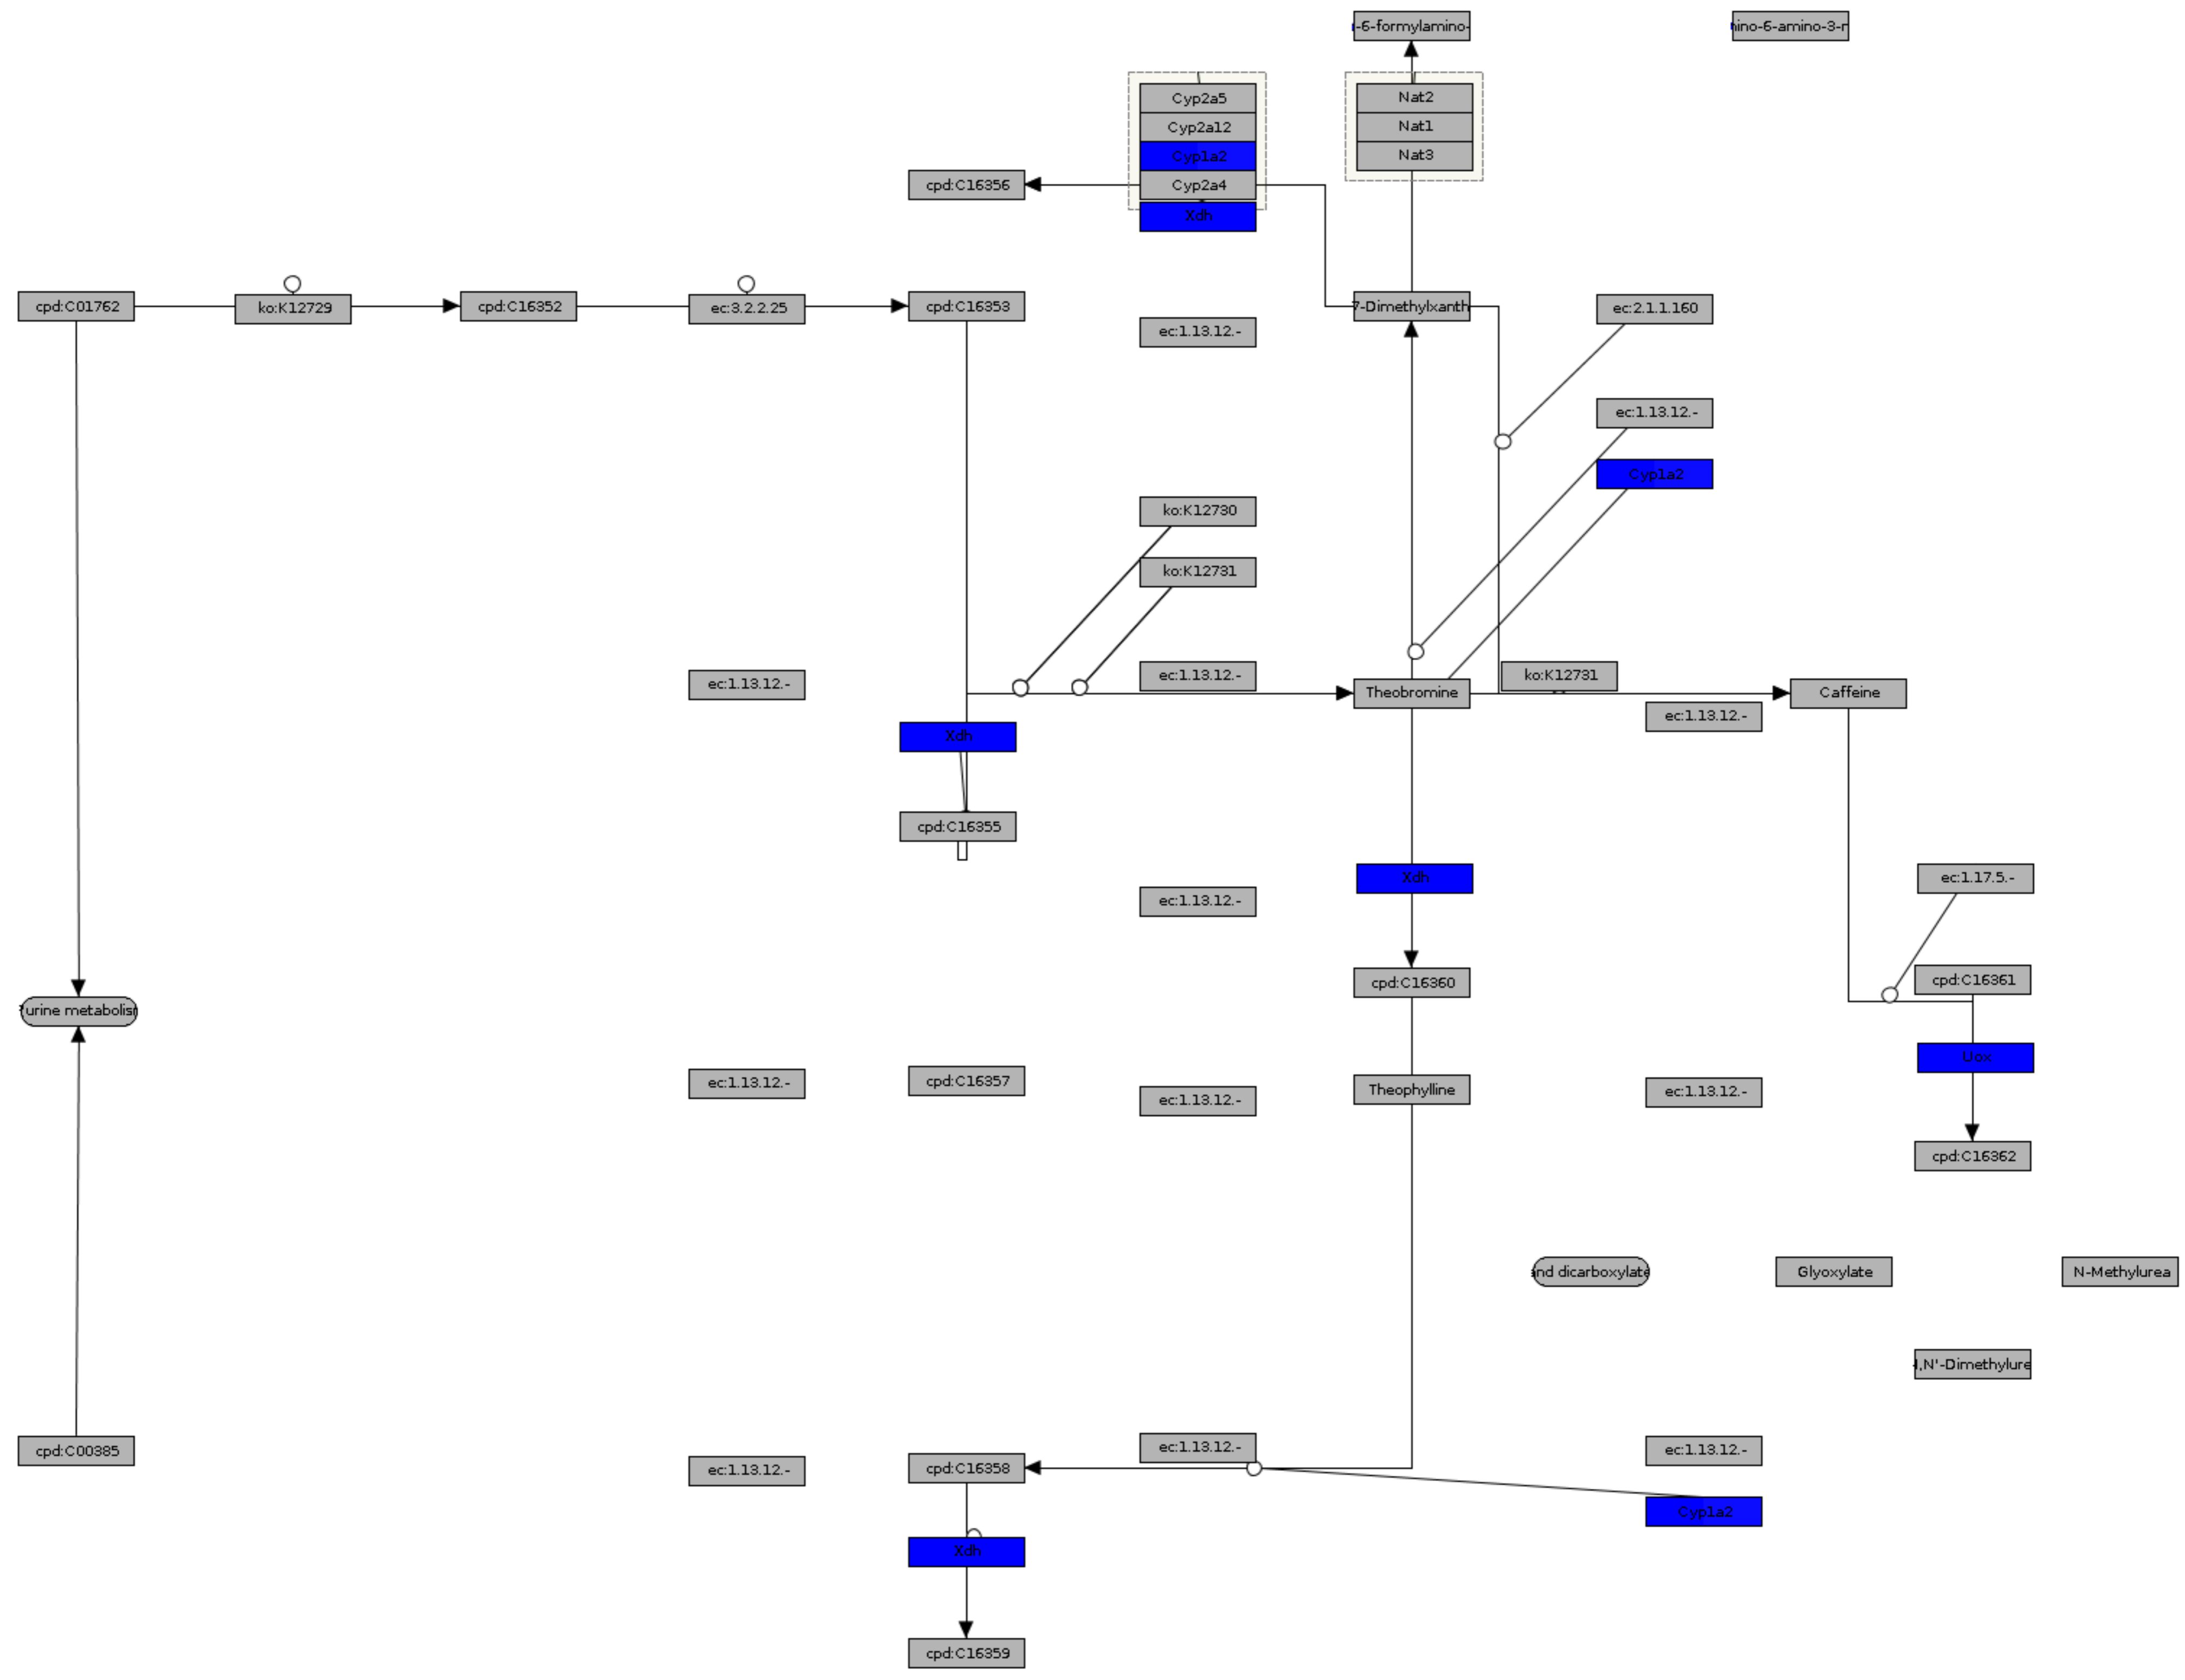 -6-formylamino-
ino-6-amino-3-r
Cyp2a5
Nat2
Cyp2a12
Nat1
Cyp1a2
Nat3
cpd:C16356
Cyp2a4
Xdh
cpd:C01762
ko:K12729
cpd:C16352
ec:3.2.2.25
cpd:C16353
7-Dimethylxanth
ec:2.1.1.160
ec:1.13.12.-
ec:1.13.12.-
Cyp1a2
ko:K12730
ko:K12731
ec:1.13.12.-
ec:1.13.12.-
Theobromine
ko:K12731
Caffeine
ec:1.13.12.-
Xdh
cpd:C16355
Xdh
ec:1.17.5.-
ec:1.13.12.-
cpd:C16360
cpd:C16361
urine metabolis
Uox
ec:1.13.12.-
cpd:C16357
ec:1.13.12.-
Theophylline
ec:1.13.12.-
cpd:C16362
and dicarboxylate
Glyoxylate
N-Methylurea
,N'-Dimethylure
cpd:C00385
ec:1.13.12.-
cpd:C16358
ec:1.13.12.-
ec:1.13.12.-
Cyp1a2
Xdh
cpd:C16359